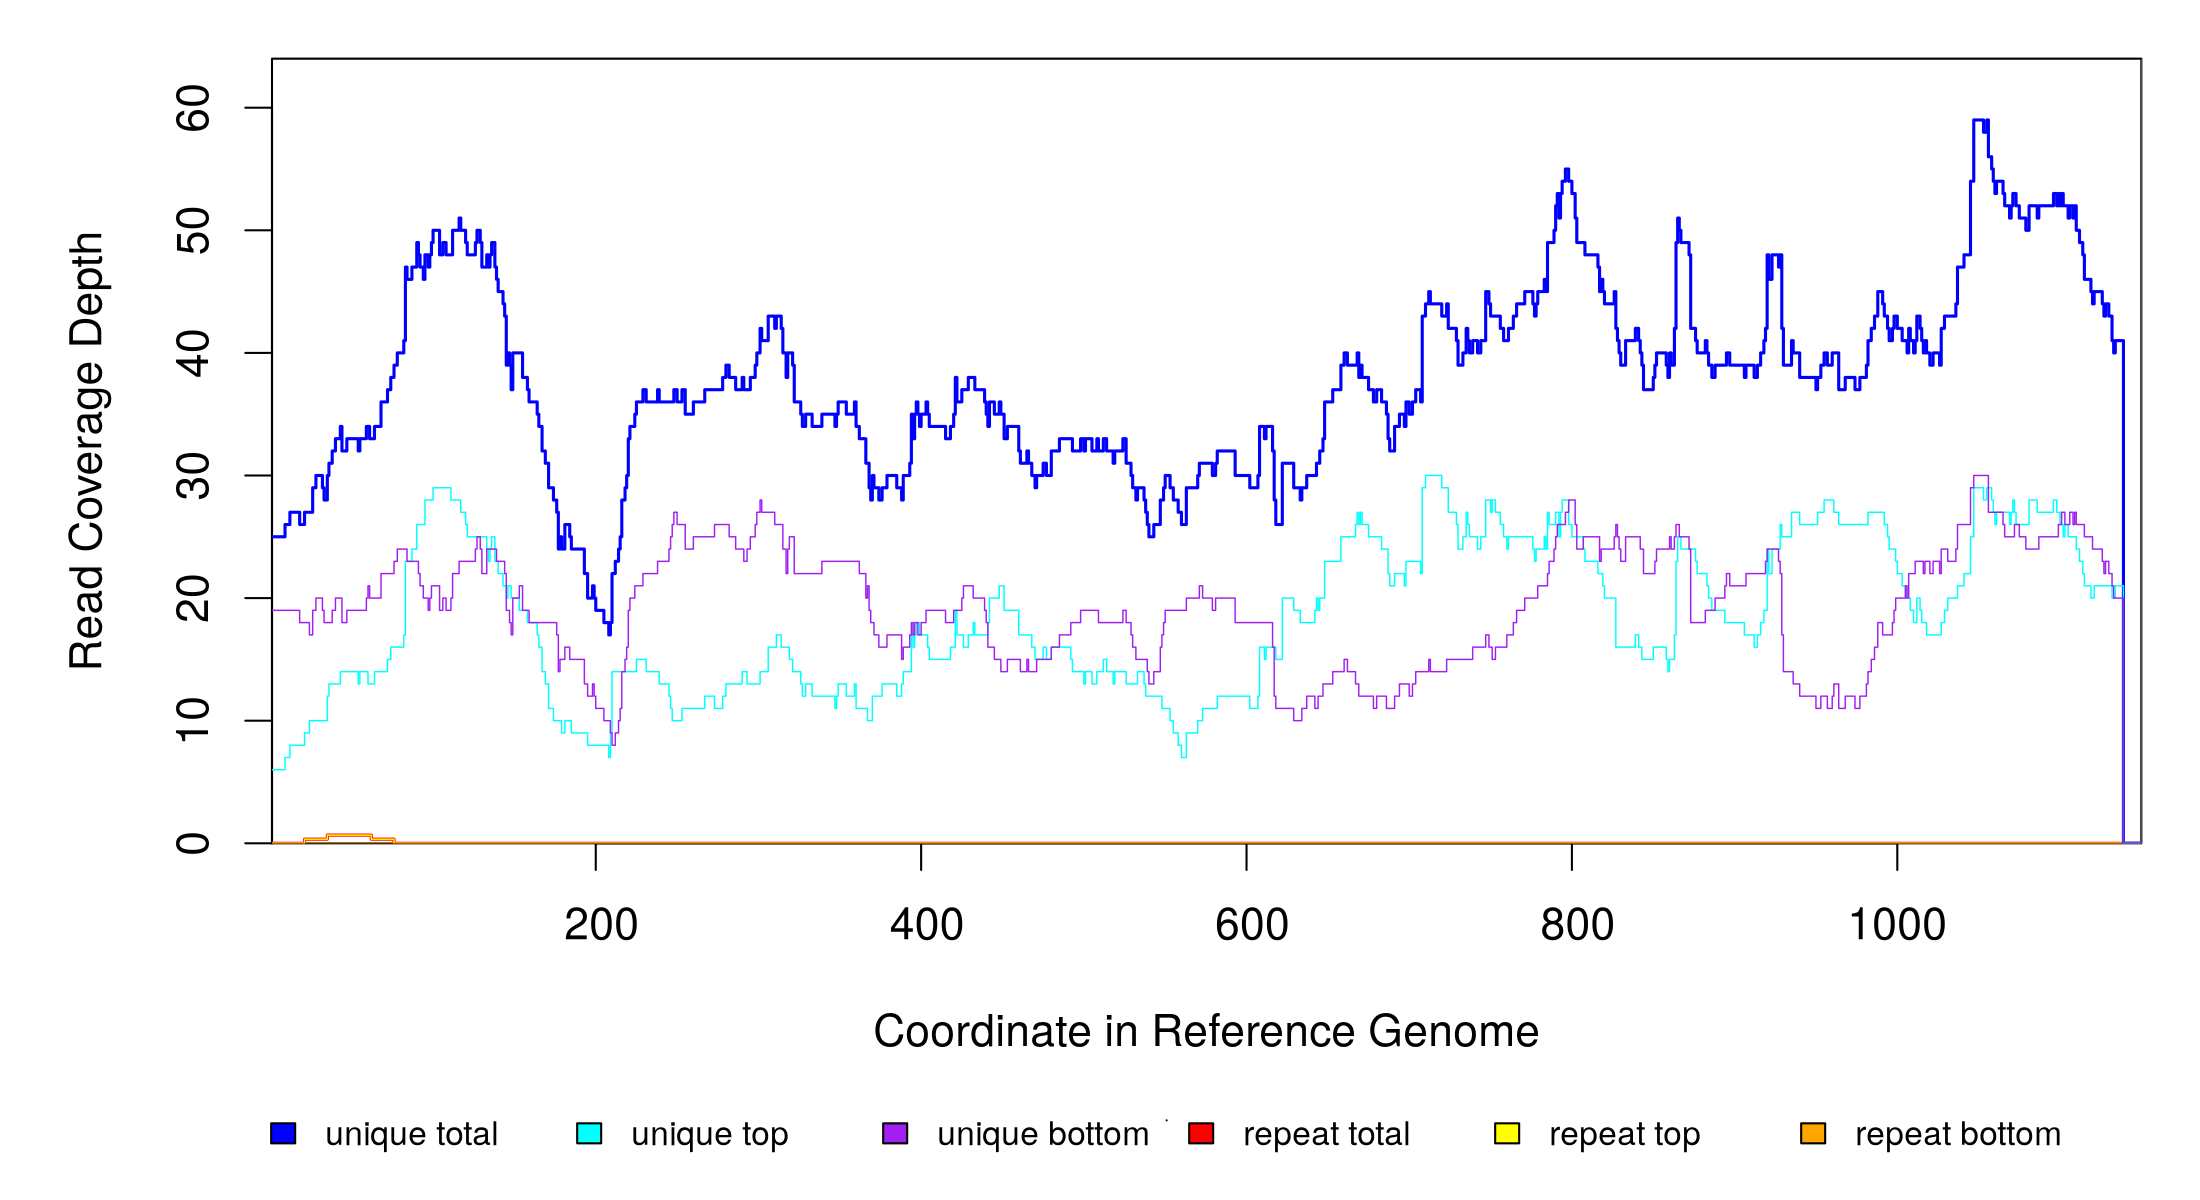 Read Coverage Depth
60
50
40
30
20
10
0
200 400 600 800 1000
Coordinate in Reference Genome
unique total unique top unique bottom repeat total repeat top repeat bottom